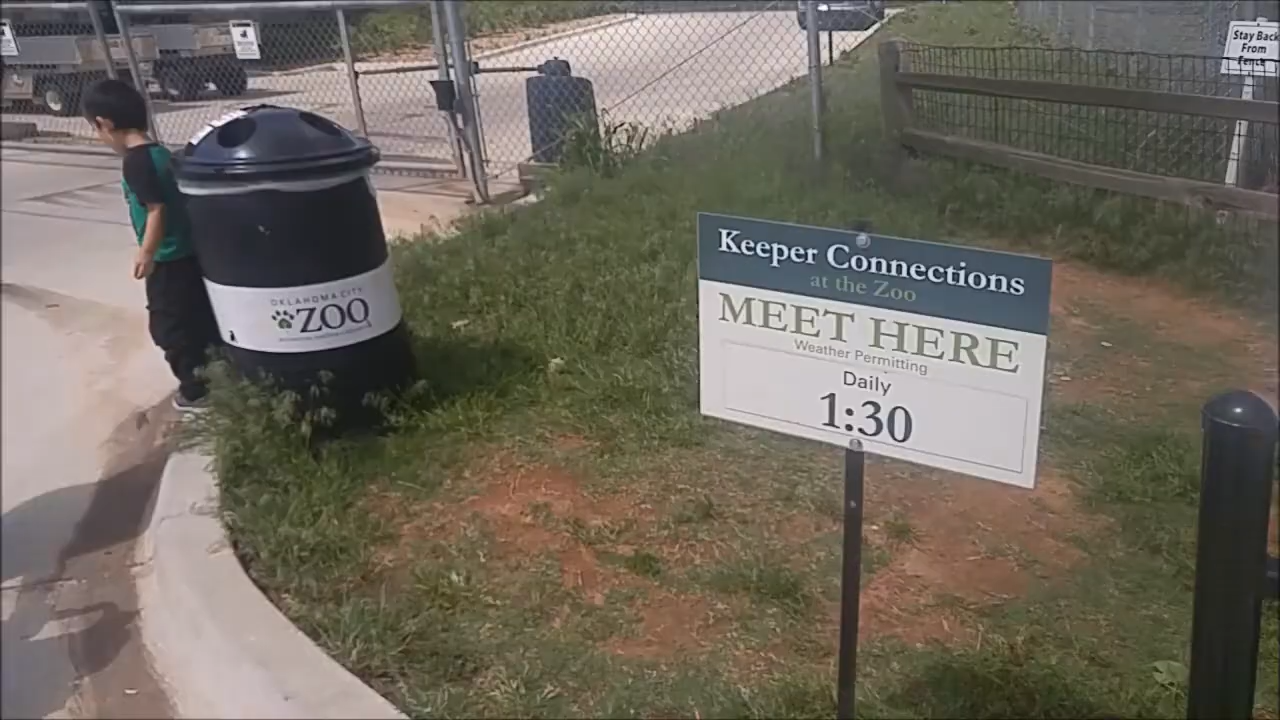 Stay Back
From
Fence
Keeper Connections
at the Zoo
MEET HERE
Weather Permitting
Daily
1:30
OKLAHOMA CITY
ZOO